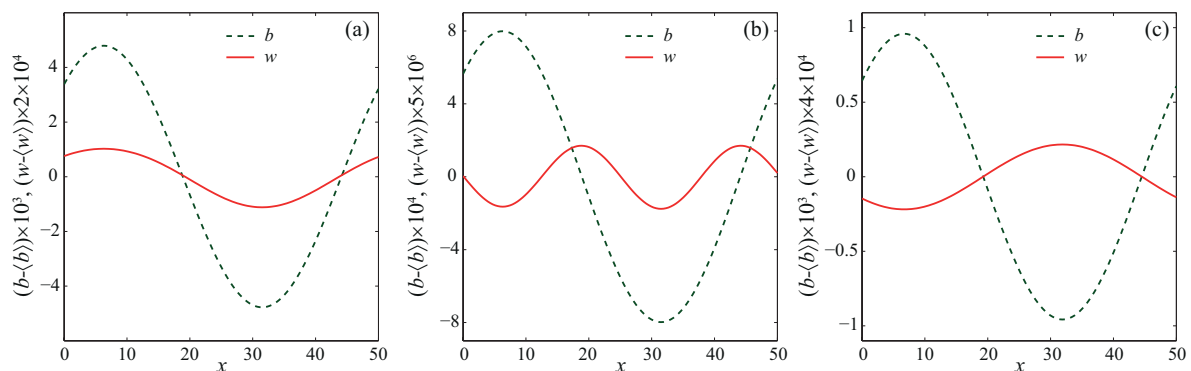 (a)
b
w
4
2
0
−2
−4
0
10
20
30
40
50
x
(b-⟨b⟩)×10³, (w-⟨w⟩)×2×10⁴
(b)
b
w
8
4
0
−4
−8
0
10
20
30
40
50
x
(b-⟨b⟩)×10⁴, (w-⟨w⟩)×5×10⁶
(c)
b
w
1
0.5
0
−0.5
−1
0
10
20
30
40
50
x
(b-⟨b⟩)×10³, (w-⟨w⟩)×4×10⁴